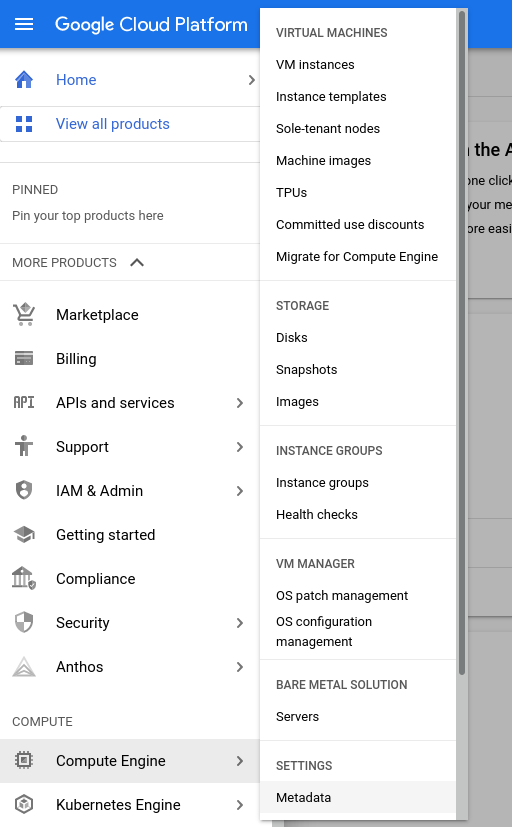 Google Cloud Platform
Home
View all products
PINNED
Pin your top products here
MORE PRODUCTS
Marketplace
Billing
API
APIs and services
Support
IAM & Admin
Getting started
Compliance
Security
Anthos
COMPUTE
Compute Engine
Kubernetes Engine
VIRTUAL MACHINES
VM instances
Instance templates
Sole-tenant nodes
Machine images
TPUs
Committed use discounts
Migrate for Compute Engine
STORAGE
Disks
Snapshots
Images
INSTANCE GROUPS
Instance groups
Health checks
VM MANAGER
OS patch management
OS configuration
management
BARE METAL SOLUTION
Servers
SETTINGS
Metadata
the A
one click
your me
ore easi